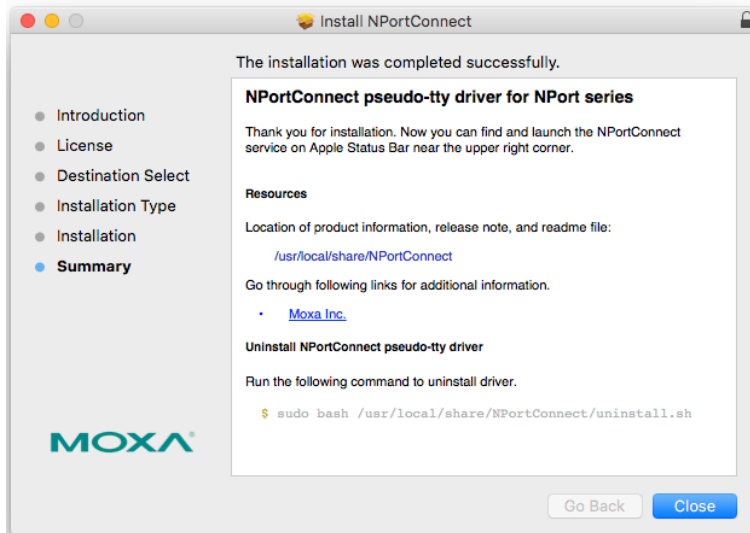 Install NPortConnect
The installation was completed successfully.
Introduction
License
Destination Select
Installation Type
Installation
Summary
NPortConnect pseudo-tty driver for NPort series
Thank you for installation. Now you can find and launch the NPortConnect
service on Apple Status Bar near the upper right corner.
Resources
Location of product information, release note, and readme file:
/usr/local/share/NPortConnect
Go through following links for additional information.
• Moxa Inc.
Uninstall NPortConnect pseudo-tty driver
Run the following command to uninstall driver.
$ sudo bash /usr/local/share/NPortConnect/uninstall.sh
MOXA®
Go Back
Close